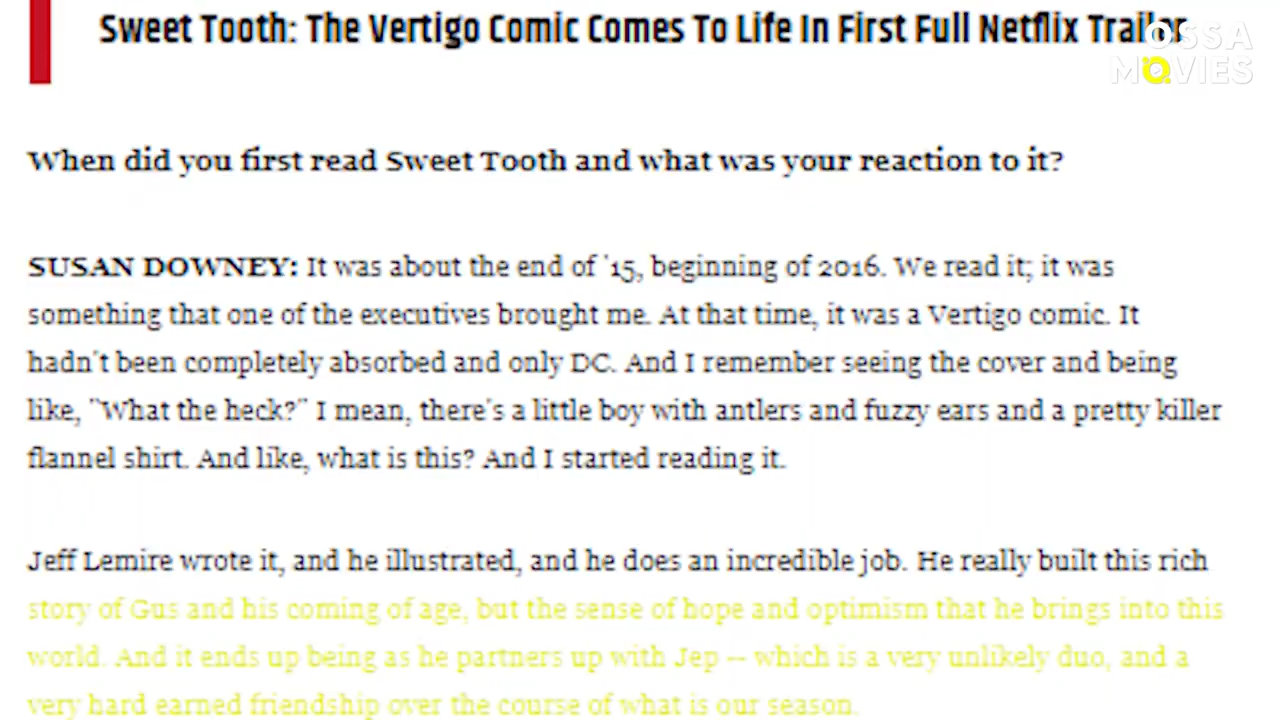 Sweet Tooth: The Vertigo Comic Comes To Life In First Full Netflix Trailer
OSSA
MOVIES
When did you first read Sweet Tooth and what was your reaction to it?
SUSAN DOWNEY: It was about the end of '15, beginning of 2016. We read it; it was
something that one of the executives brought me. At that time, it was a Vertigo comic. It
hadn't been completely absorbed and only DC. And I remember seeing the cover and being
like, "What the heck?" I mean, there's a little boy with antlers and fuzzy ears and a pretty killer
flannel shirt. And like, what is this? And I started reading it.
Jeff Lemire wrote it, and he illustrated, and he does an incredible job. He really built this rich
story of Gus and his coming of age, but the sense of hope and optimism that he brings into this
world. And it ends up being as he partners up with Jep -- which is a very unlikely duo, and a
very hard earned friendship over the course of what is our season.